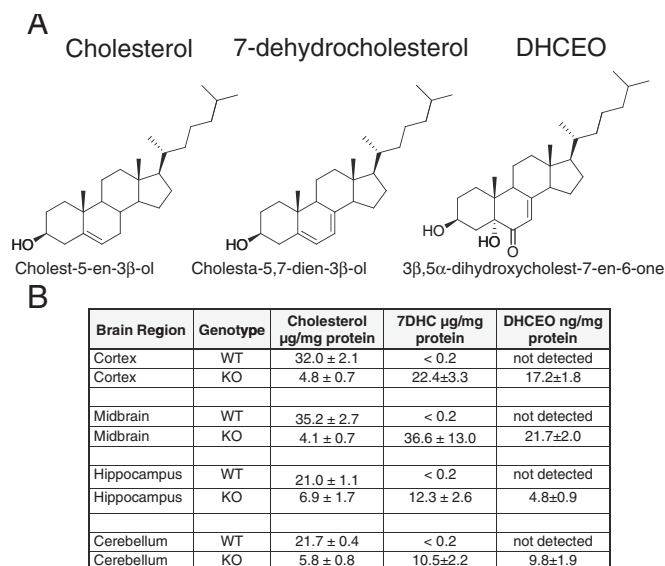 A
Cholesterol 7-dehydrocholesterol DHCEO
HO HO HO OH O
Cholest-5-en-3β-ol Cholesta-5,7-dien-3β-ol 3β,5α-dihydroxycholest-7-en-6-one
B
Brain Region Genotype Cholesterol µg/mg protein 7DHC µg/mg protein DHCEO ng/mg protein
Cortex WT 32.0 ± 2.1 < 0.2 not detected
Cortex KO 4.8 ± 0.7 22.4±3.3 17.2±1.8
Midbrain WT 35.2 ± 2.7 < 0.2 not detected
Midbrain KO 4.1 ± 0.7 36.6 ± 13.0 21.7±2.0
Hippocampus WT 21.0 ± 1.1 < 0.2 not detected
Hippocampus KO 6.9 ± 1.7 12.3 ± 2.6 4.8±0.9
Cerebellum WT 21.7 ± 0.4 < 0.2 not detected
Cerebellum KO 5.8 ± 0.8 10.5±2.2 9.8±1.9